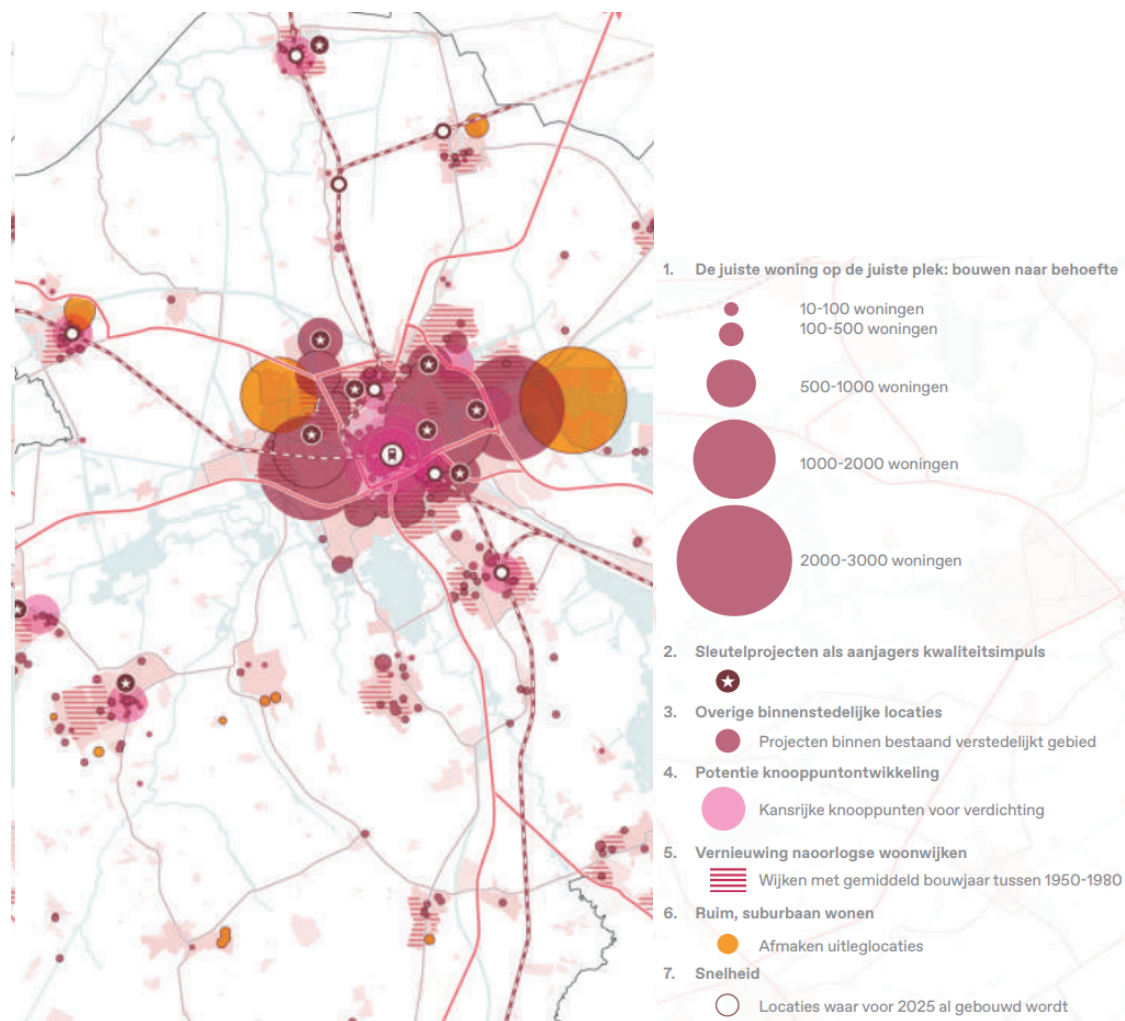 1. De juiste woning op de juiste plek: bouwen naar behoefte
10-100 woningen
100-500 woningen
500-1000 woningen
1000-2000 woningen
2000-3000 woningen
2. Sleutelprojecten als aanjagers kwaliteitsimpuls
3. Overige binnenstedelijke locaties
Projecten binnen bestaand verstedelijkt gebied
4. Potentie knooppuntontwikkeling
Kansrijke knooppunten voor verdichting
5. Vernieuwing naoorlogse woonwijken
Wijken met gemiddeld bouwjaar tussen 1950-1980
6. Ruim, suburbaan wonen
Afmaken uitleglocaties
7. Snelheid
Locaties waar voor 2025 al gebouwd wordt